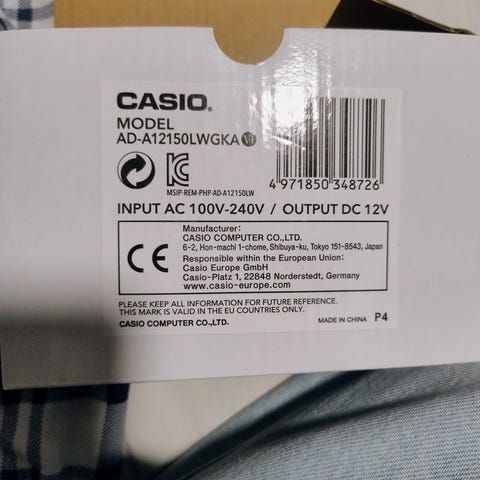 CASIO.
MODEL
AD-A12150LWGKA VI
MSIP-REM-PHP-AD-A12150LW
4 971850 348726
INPUT AC 100V-240V / OUTPUT DC 12V
CE
Manufacturer:
CASIO COMPUTER CO.,LTD.
6-2, Hon-machi 1-chome, Shibuya-ku, Tokyo 151-8543, Japan
Responsible within the European Union:
Casio Europe GmbH
Casio-Platz 1, 22848 Norderstedt, Germany
www.casio-europe.com
PLEASE KEEP ALL INFORMATION FOR FUTURE REFERENCE.
THIS MARK IS VALID IN THE EU COUNTRIES ONLY.
CASIO COMPUTER CO.,LTD.
MADE IN CHINA P4